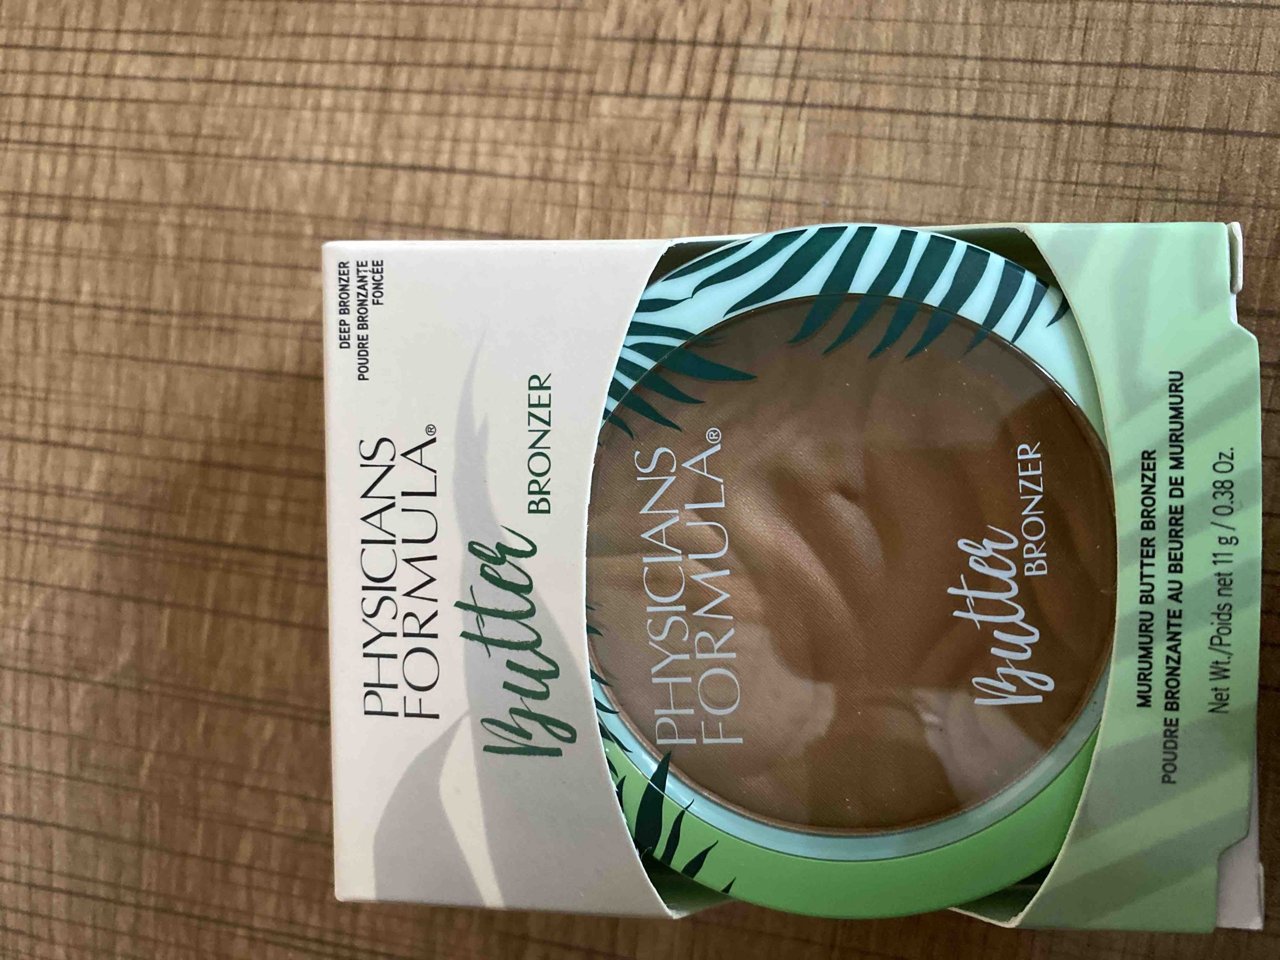 DEEP BRONZER
POUDRE BRONZANTE
FONCÉE
PHYSICIANS
FORMULA®
Butter
BRONZER
PHYSICIANS
FORMULA®
Butter
BRONZER
MURUMURU BUTTER BRONZER
POUDRE BRONZANTE AU BEURRE DE MURUMURU
Net Wt./Poids net 11 g / 0.38 Oz.